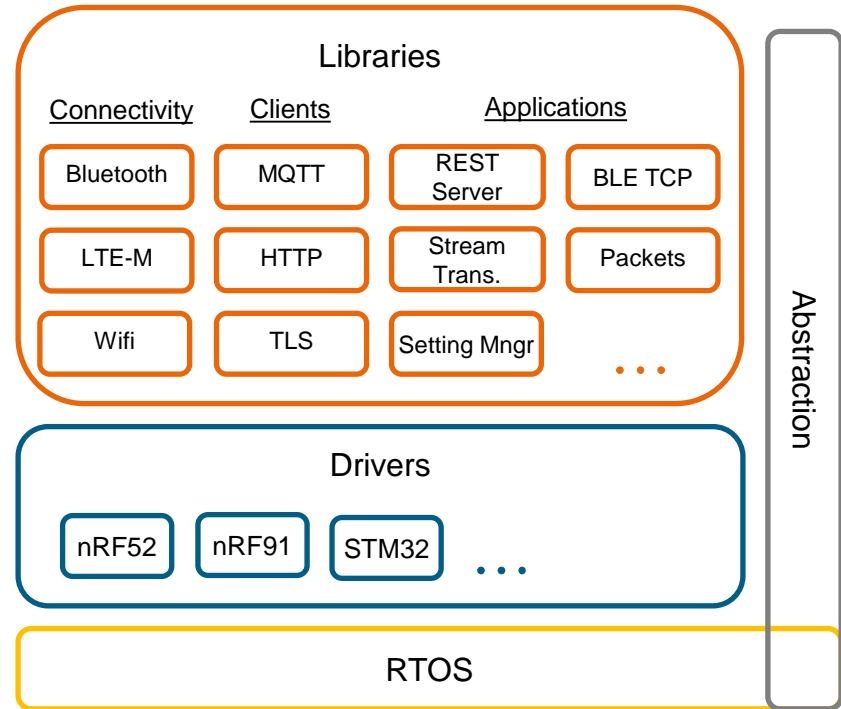 Libraries
Connectivity
Clients
Applications
Bluetooth
MQTT
REST
Server
BLE TCP
LTE-M
HTTP
Stream
Trans.
Packets
Wifi
TLS
Setting Mngr
...
Abstraction
Drivers
nRF52
nRF91
STM32
...
RTOS